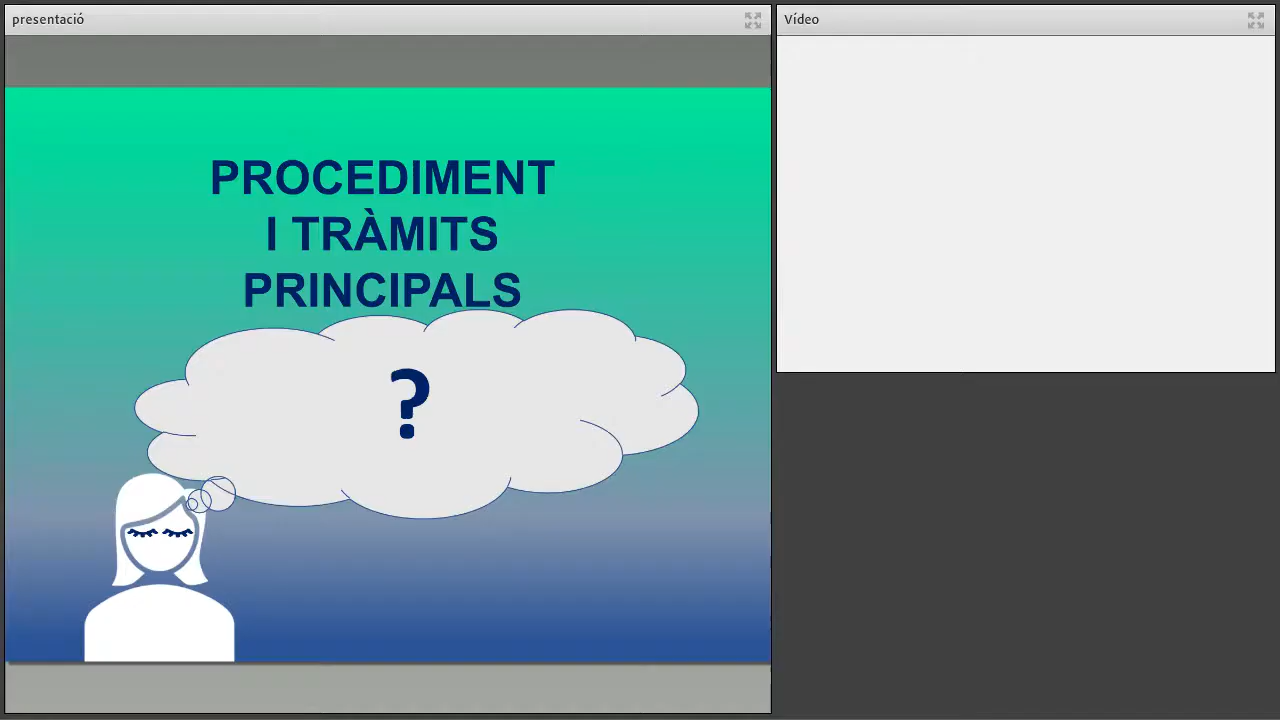 presentació
Vídeo
PROCEDIMENT
I TRÀMITS
PRINCIPALS
?